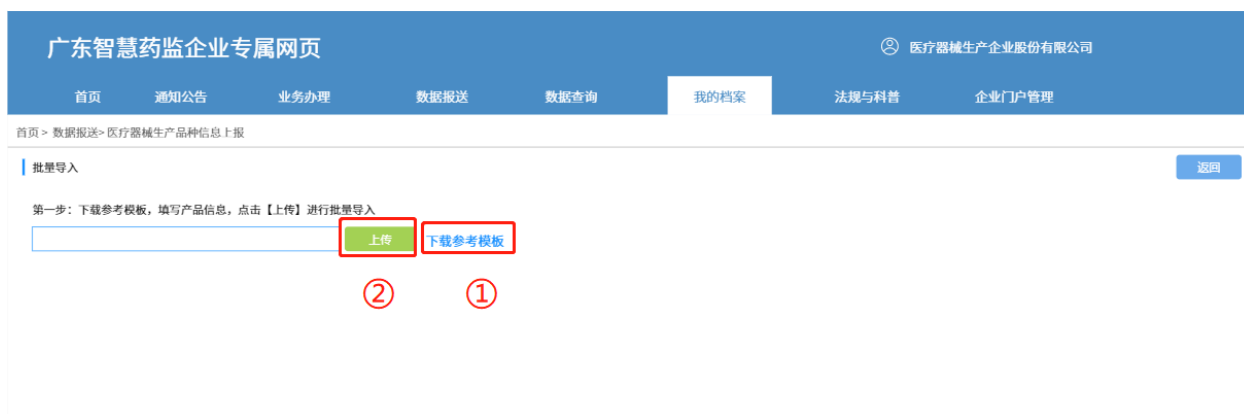 广东智慧药监企业专属网页
医疗器械生产企业股份有限公司
首页 通知公告 业务办理 数据报送 数据查询 我的档案 法规与科普 企业门户管理
首页 > 数据报送> 医疗器械生产品种信息上报
批量导入 返回
第一步：下载参考模板，填写产品信息，点击【上传】进行批量导入
上传 下载参考模板
② ①